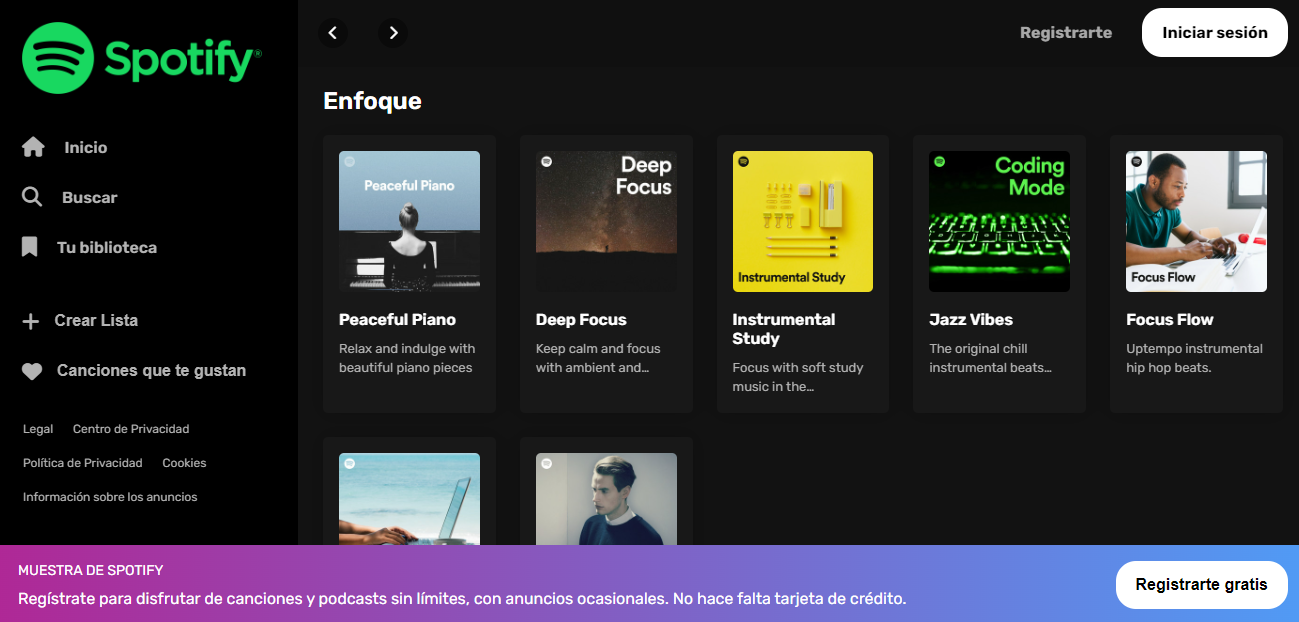 Spotify®
Inicio
Buscar
Tu biblioteca
Crear Lista
Canciones que te gustan
Legal Centro de Privacidad
Política de Privacidad Cookies
Información sobre los anuncios
Registrarte Iniciar sesión
Enfoque
Peaceful Piano
Deep
Focus
Instrumental Study
Coding
Mode
Focus Flow
Peaceful Piano
Relax and indulge with
beautiful piano pieces
Deep Focus
Keep calm and focus
with ambient and...
Instrumental
Study
Focus with soft study
music in the...
Jazz Vibes
The original chill
instrumental beats...
Focus Flow
Uptempo instrumental
hip hop beats.
MUESTRA DE SPOTIFY
Regístrate para disfrutar de canciones y podcasts sin límites, con anuncios ocasionales. No hace falta tarjeta de crédito.
Registrarte gratis